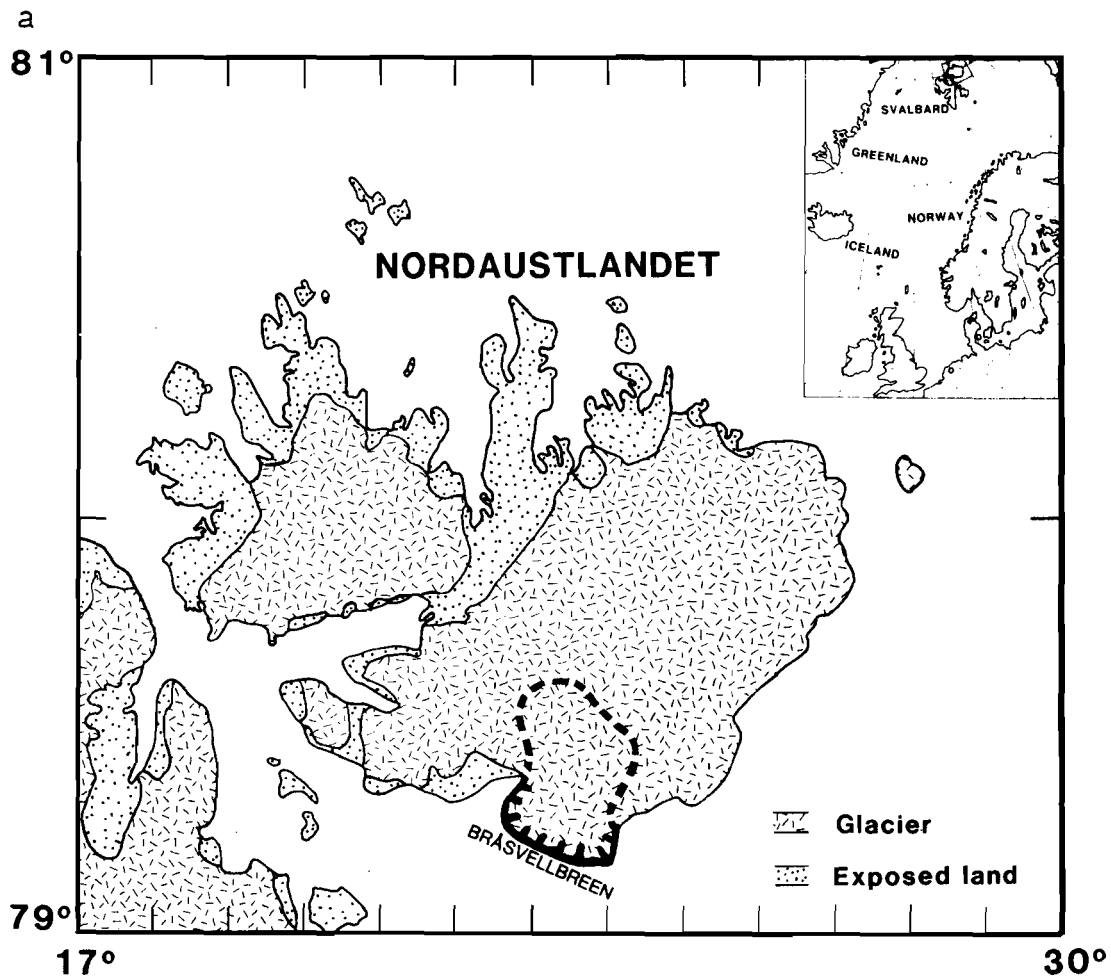 a
81°
SVALBARD
GREENLAND
NORWAY
ICELAND
NORDAUSTLANDET
BRÅSVELLBREEN
Glacier
Exposed land
79°
17°
30°